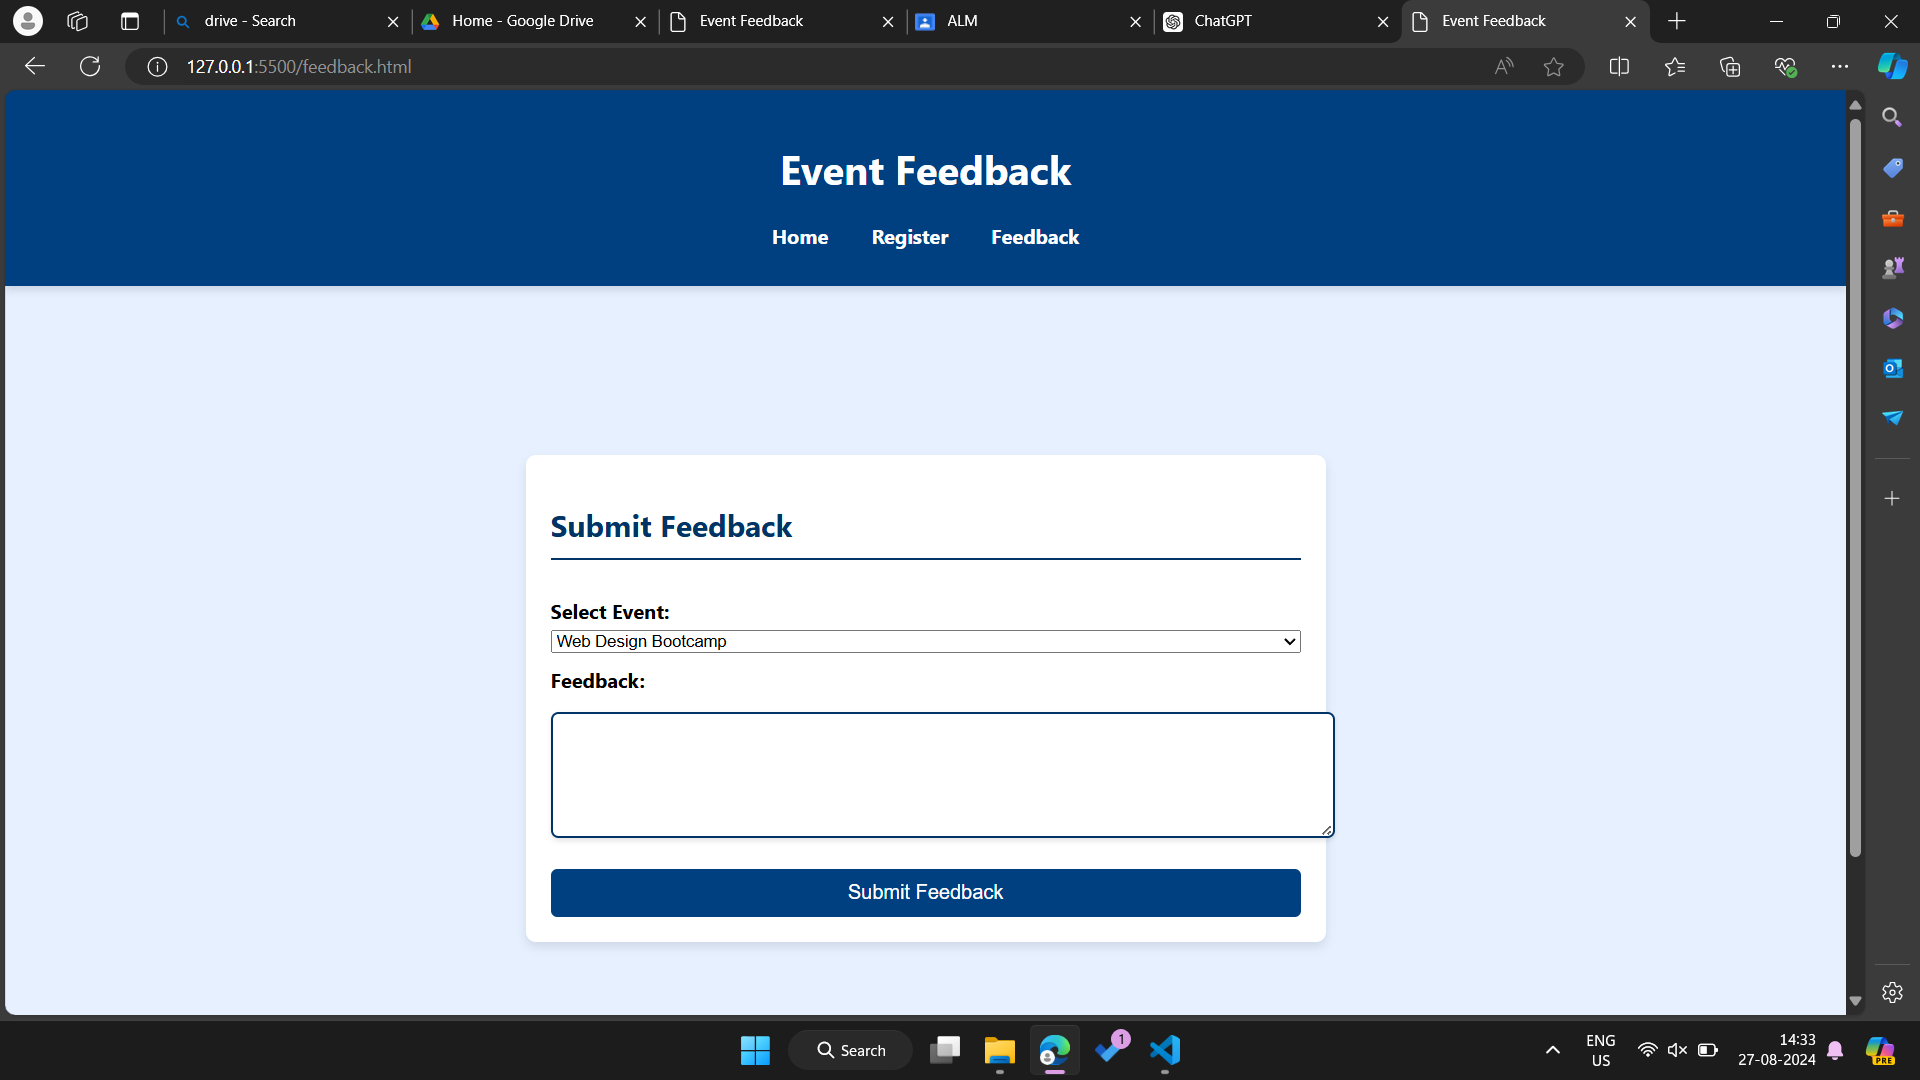 drive - Search
Home - Google Drive
Event Feedback
ALM
ChatGPT
Event Feedback
127.0.0.1:5500/feedback.html
Event Feedback
Home Register Feedback
Submit Feedback
Select Event:
Web Design Bootcamp
Feedback:
Submit Feedback
Search
1
ENG
US
14:33
27-08-2024
PRE